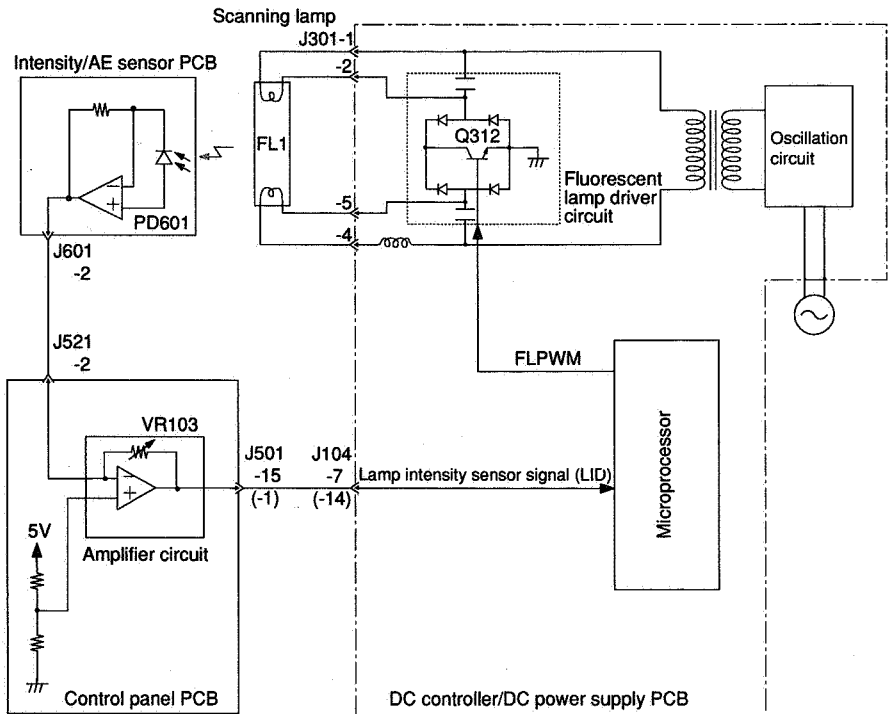 Scanning lamp
Intensity/AE sensor PCB
J301-1
-2
FL1
Q312
Oscillation
circuit
PD601
-5
-4
Fluorescent
lamp driver
circuit
J601
-2
J521
-2
FLPWM
Microprocessor
VR103
J501
J104
-15
-7
(-1)
(-14)
Lamp intensity sensor signal (LID)
5V
Amplifier circuit
Control panel PCB
DC controller/DC power supply PCB